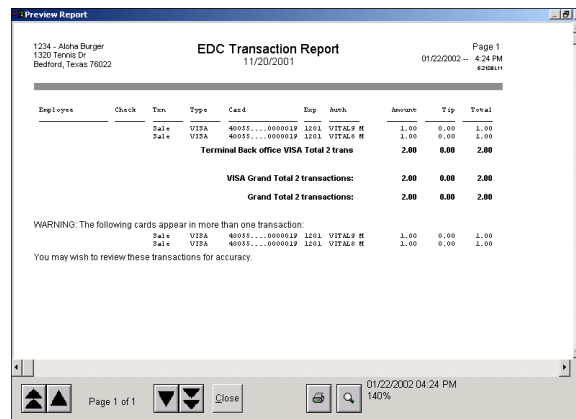 Preview Report
1234 - Aloha Burger
1320 Tennis Dr
Bedford, Texas 76022
EDC Transaction Report
11/20/2001
Page 1
01/22/2002 -- 4:24 PM
Employee Check Txn Type Card Exp Auth Amount Tip Total
Sale VISA 40055....0000019 1201 VITAL9 M 1.00 0.00 1.00
Sale VISA 40055....0000019 1201 VITAL8 M 1.00 0.00 1.00
Terminal Back office VISA Total 2 trans 2.00 0.00 2.00
VISA Grand Total 2 transactions: 2.00 0.00 2.00
Grand Total 2 transactions: 2.00 0.00 2.00
WARNING: The following cards appear in more than one transaction:
Sale VISA 40055....0000019 1201 VITAL9 M 1.00 0.00 1.00
Sale VISA 40055....0000019 1201 VITAL8 M 1.00 0.00 1.00
You may wish to review these transactions for accuracy.
Page 1 of 1
Close
01/22/2002 04:24 PM
140%